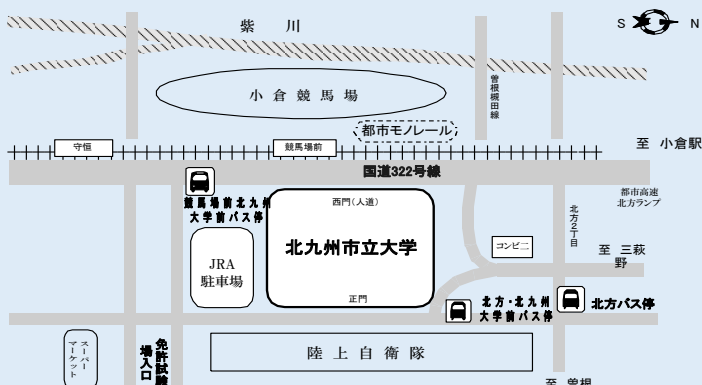 紫川
S N
小倉競馬場
曽根槻田線
都市モノレール
至 小倉駅
守恒
競馬場前
国道322号線
都市高速
北方ランプ
競馬場前北九州
大学前バス停
西門(人道)
北方2丁目
北九州市立大学
コンビニ
至 三萩
野
JRA
駐車場
正門
北方・北九州
大学前バス停
北方バス停
スーパー
マーケット
免許試験
場入口
陸上自衛隊
至 曽根